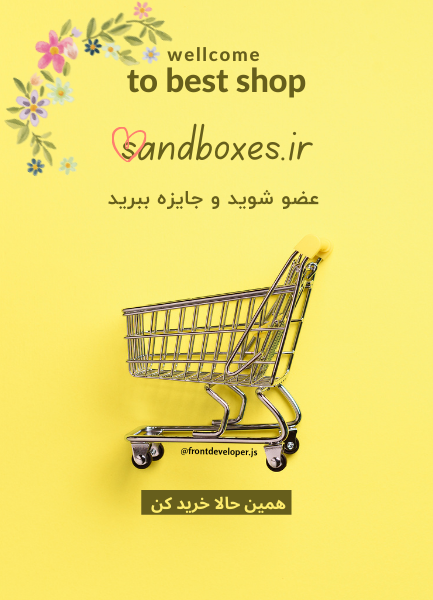 wellcome
to best shop
sandboxes.ir
عضو شوید و جایزه ببرید
@frontdeveloper.js
همین حالا خرید کن